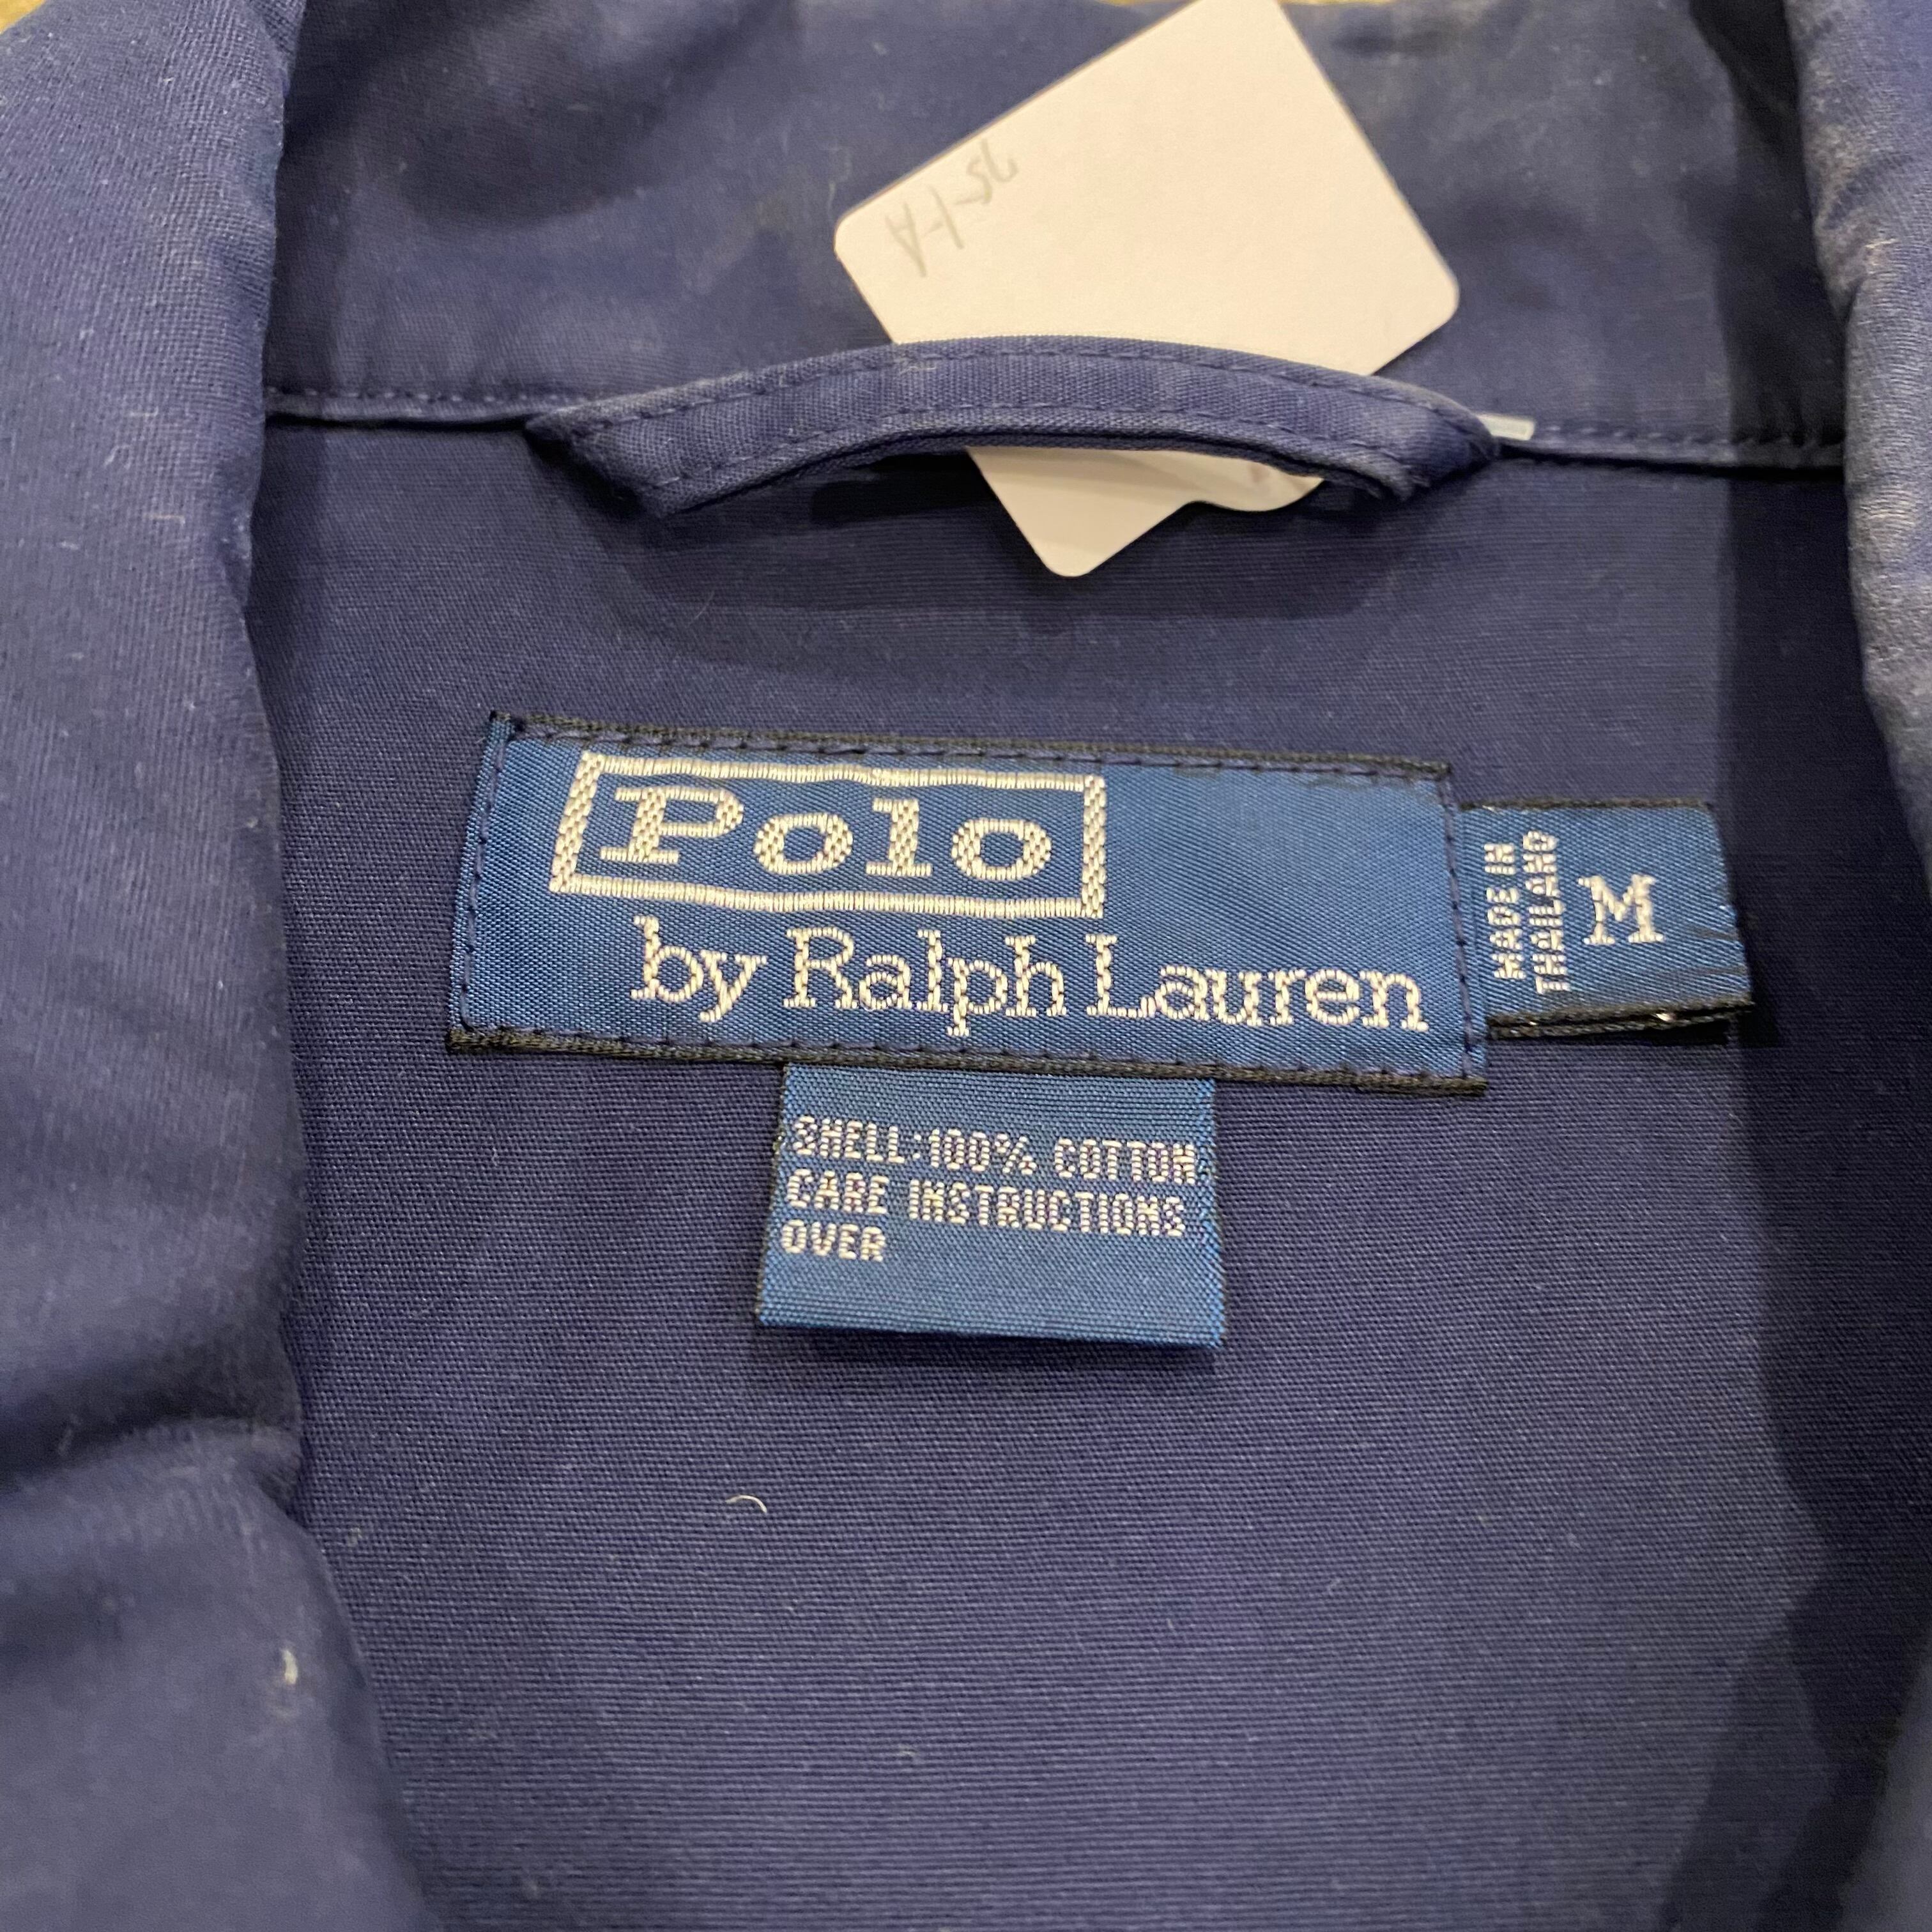 Polo
by Ralph Lauren
MADE IN
THAILAND
M
SHELL:100% COTTON
CARE INSTRUCTIONS
OVER